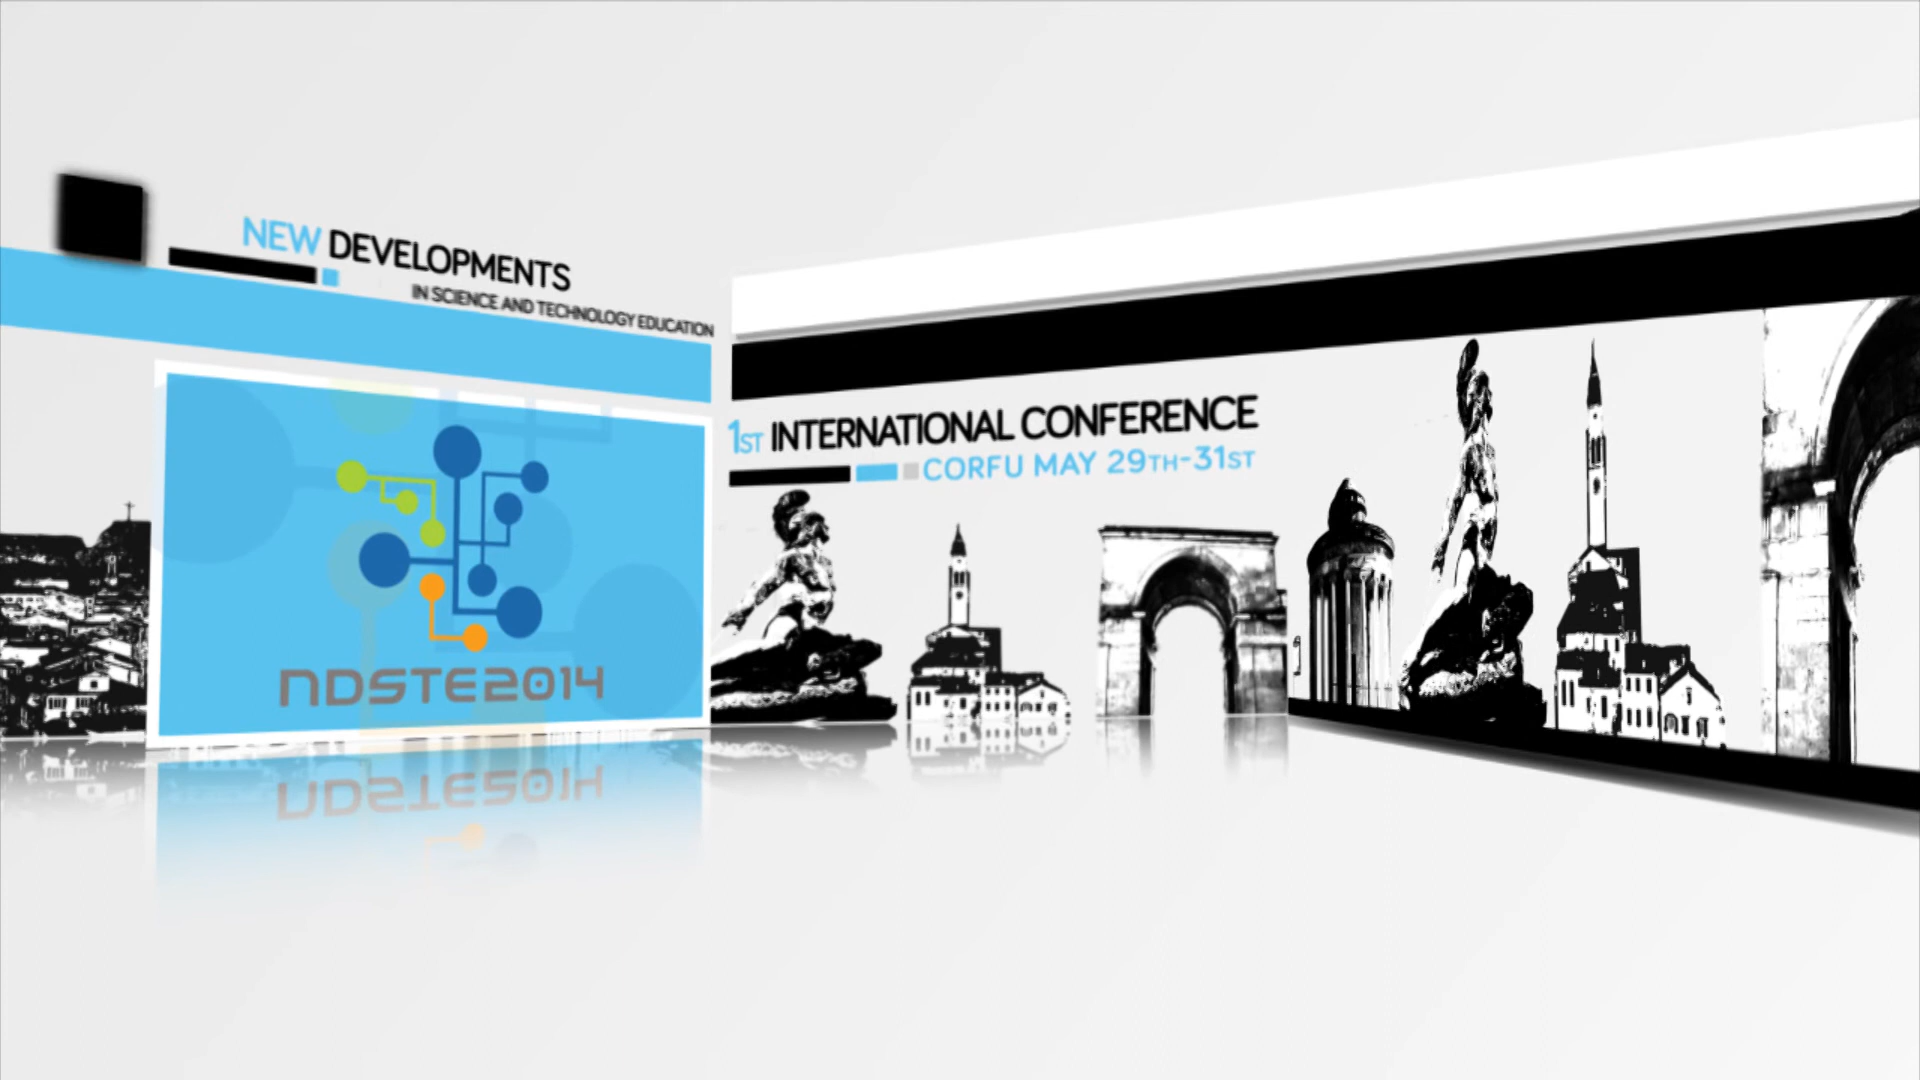 NEW DEVELOPMENTS
IN SCIENCE AND TECHNOLOGY EDUCATION
NDSTE2014
1ST INTERNATIONAL CONFERENCE
CORFU MAY 29TH-31ST